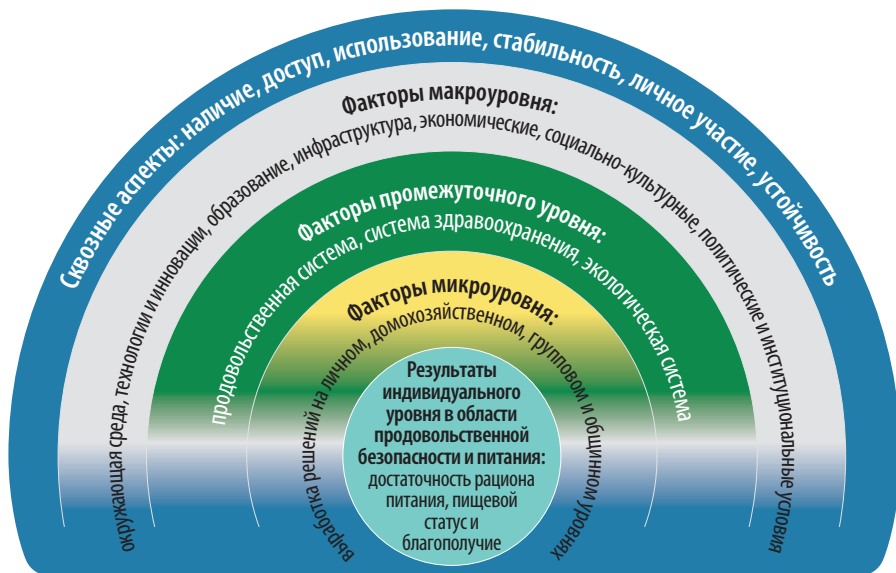 Сквозные аспекты: наличие, доступ, использование, стабильность, личное участие, устойчивость
Факторы макроуровня:
окружающая среда, технологии и инновации, образование, инфраструктура, экономические, социально-культурные, политические и институциональные условия
Факторы промежуточного уровня:
продовольственная система, система здравоохранения, экологическая система
Факторы микроуровня:
выработка решений на личном, домохозяйственном, групповом и общинном уровнях
Результаты
индивидуального
уровня в области
продовольственной
безопасности и питания:
достаточность рациона
питания, пищевой
статус и
благополучие